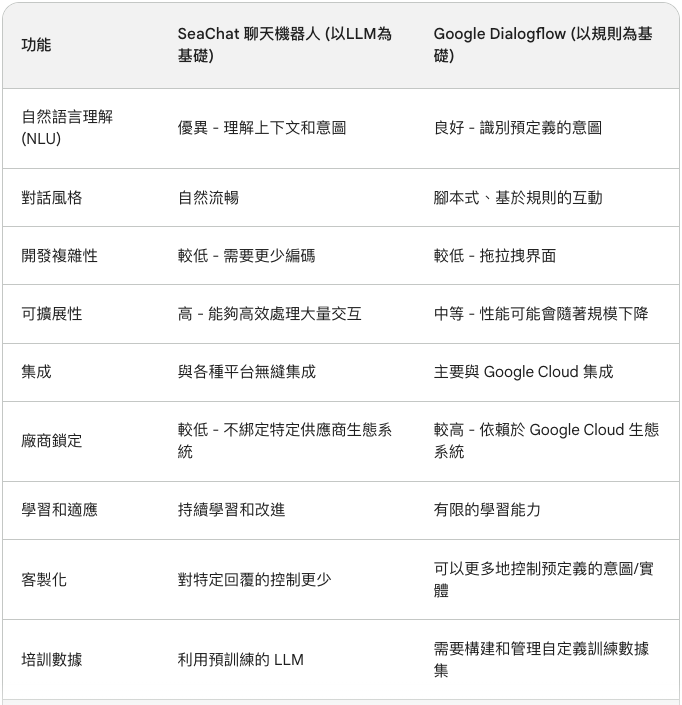 功能
SeaChat 聊天機器人 (以LLM為
基礎)
Google Dialogflow (以規則為基
礎)
自然語言理解
(NLU)
優異 - 理解上下文和意圖
良好 - 識別預定義的意圖
對話風格
自然流暢
腳本式、基於規則的互動
開發複雜性
較低 - 需要更少編碼
較低 - 拖拉拽界面
可擴展性
高 - 能夠高效處理大量交互
中等 - 性能可能會隨著規模下降
集成
與各種平台無縫集成
主要與 Google Cloud 集成
廠商鎖定
較低 - 不綁定特定供應商生態系
統
較高 - 依賴於 Google Cloud 生態
系統
學習和適應
持續學習和改進
有限的學習能力
客製化
對特定回覆的控制更少
可以更多地控制预定義的意圖/實
體
培訓數據
利用預訓練的 LLM
需要構建和管理自定義訓練數據
集